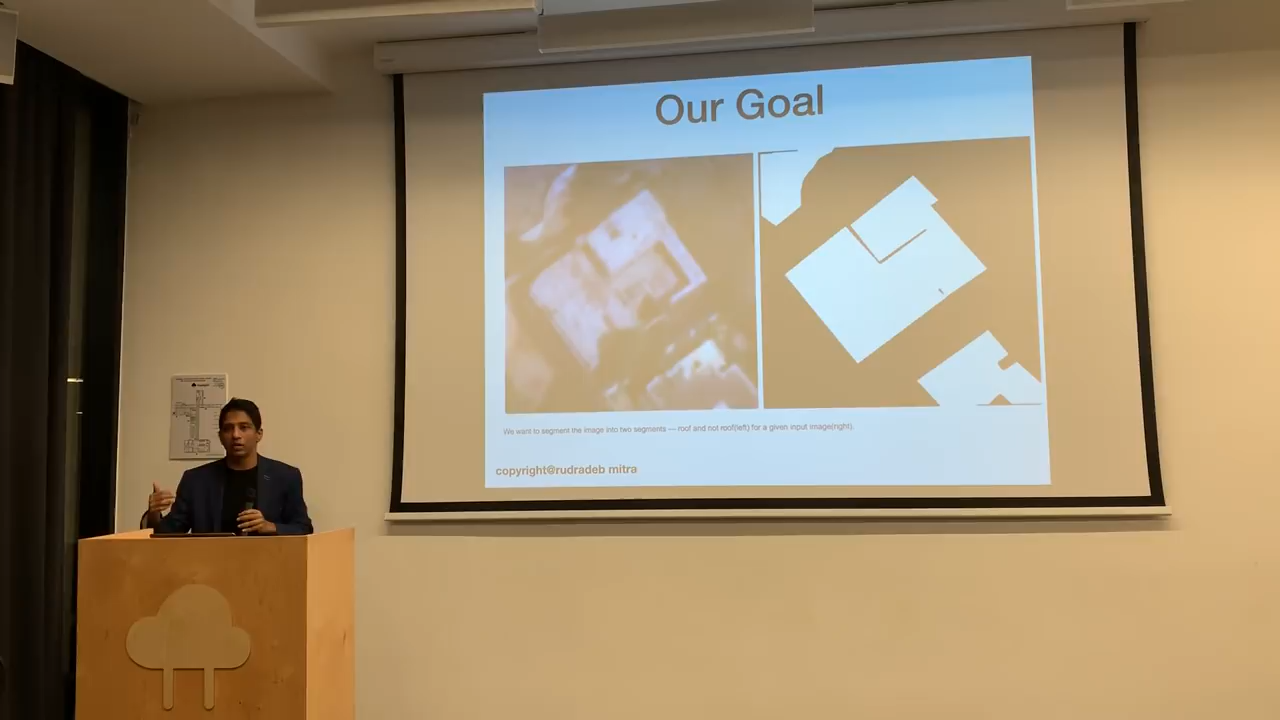 Our Goal
We want to segment the image into two segments — roof and not roof(left) for a given input image(right).
copyright@rudradeb mitra